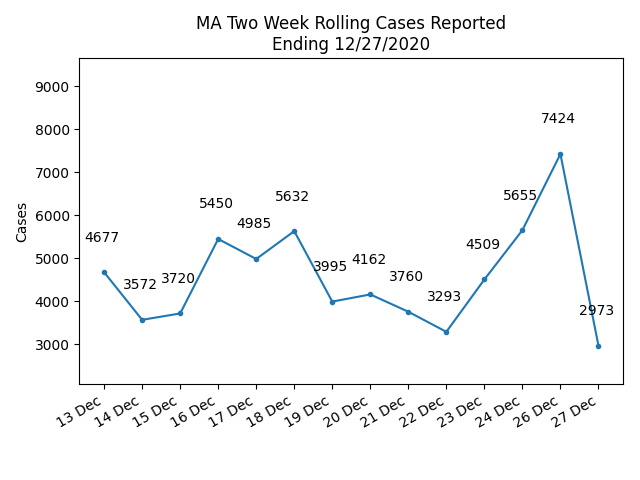 MA Two Week Rolling Cases Reported
Ending 12/27/2020
Cases
9000
8000
7000
6000
5000
4000
3000
4677
3572
3720
5450
4985
5632
3995
4162
3760
3293
4509
5655
7424
2973
13 Dec
14 Dec
15 Dec
16 Dec
17 Dec
18 Dec
19 Dec
20 Dec
21 Dec
22 Dec
23 Dec
24 Dec
26 Dec
27 Dec